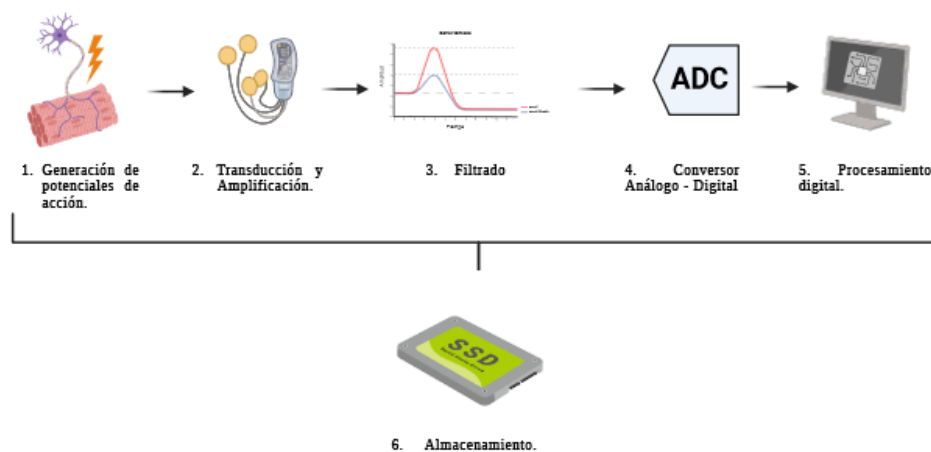 ADC
1. Generación de
potenciales de
acción.
2. Transducción y
Amplificación.
3. Filtrado
4. Conversor
Análogo - Digital
5. Procesamiento
digital.
SSD
6. Almacenamiento.